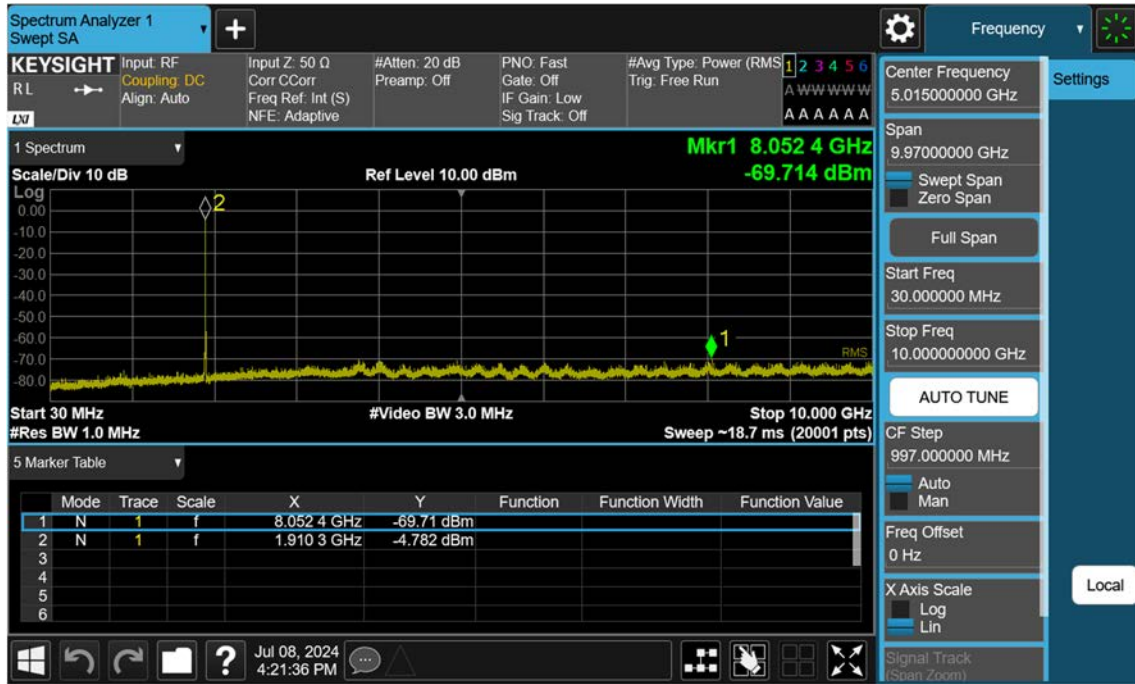 Spectrum Analyzer 1
Swept SA
Frequency
KEYSIGHT
R L
LXI
Input: RF
Coupling: DC
Align: Auto
Input Z: 50 Ω
Corr CCorr
Freq Ref: Int (S)
NFE: Adaptive
#Atten: 20 dB
Preamp: Off
PNO: Fast
Gate: Off
IF Gain: Low
Sig Track: Off
#Avg Type: Power (RMS
Trig: Free Run
1 2 3 4 5 6
A W W W W W
A A A A A A
1 Spectrum
Scale/Div 10 dB
Ref Level 10.00 dBm
Mkr1 8.052 4 GHz
-69.714 dBm
Log
0.00
-10.0
-20.0
-30.0
-40.0
-50.0
-60.0
-70.0
-80.0
2
1
RMS
Start 30 MHz
#Video BW 3.0 MHz
Stop 10.000 GHz
#Res BW 1.0 MHz
Sweep ~18.7 ms (20001 pts)
5 Marker Table
Mode Trace Scale X Y Function Function Width Function Value
1 N 1 f 8.052 4 GHz -69.71 dBm
2 N 1 f 1.910 3 GHz -4.782 dBm
3
4
5
6
Jul 08, 2024
4:21:36 PM
Center Frequency
5.015000000 GHz
Settings
Span
9.97000000 GHz
Swept Span
Zero Span
Full Span
Start Freq
30.000000 MHz
Stop Freq
10.000000000 GHz
AUTO TUNE
CF Step
997.000000 MHz
Auto
Man
Freq Offset
0 Hz
X Axis Scale
Log
Lin
Local
Signal Track
(Span Zoom)